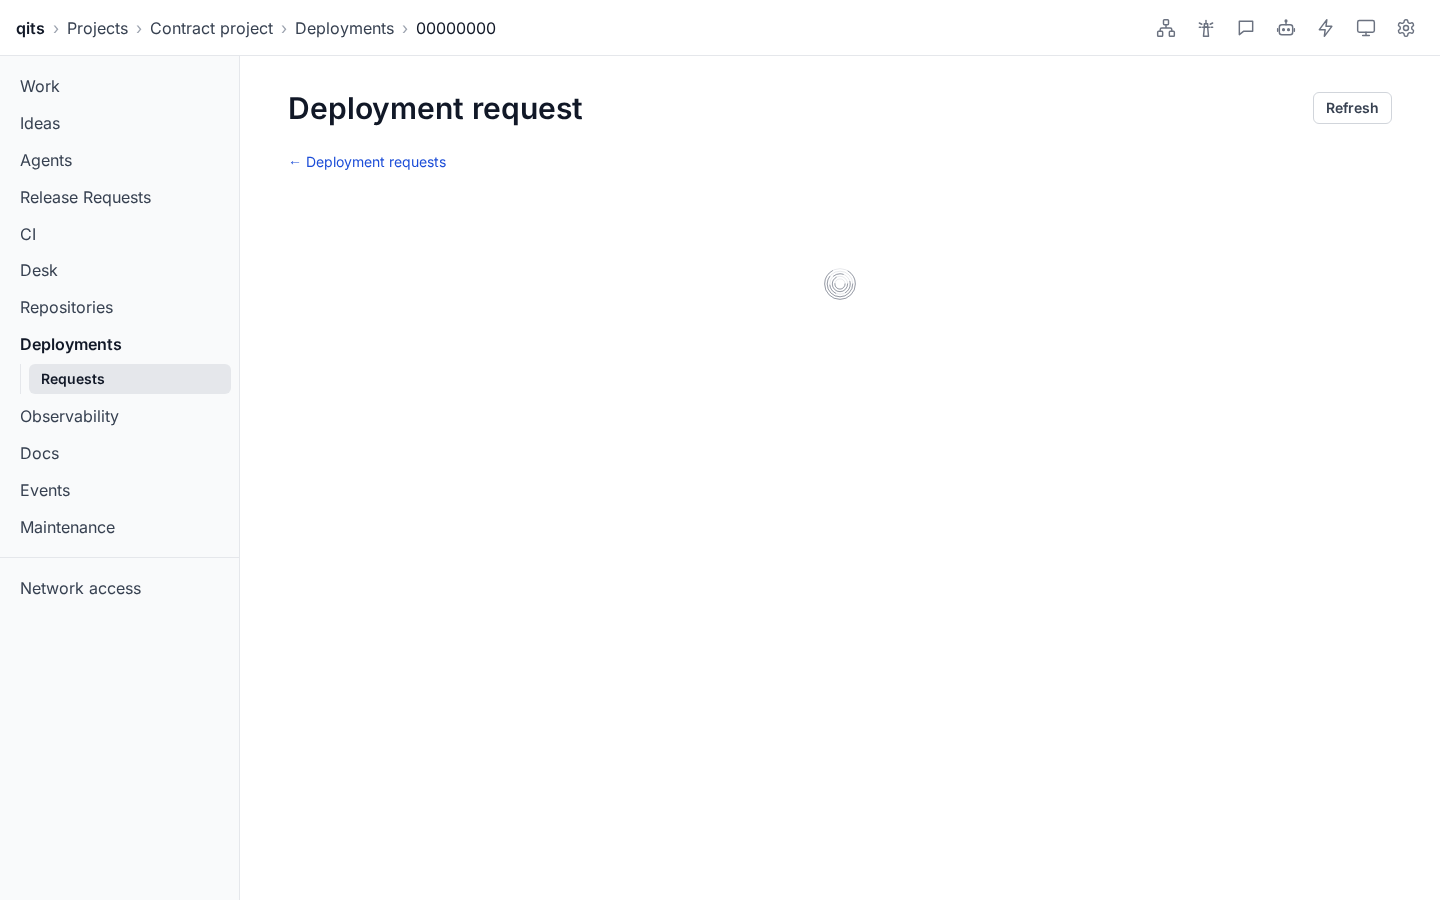 qits › Projects › Contract project › Deployments › 00000000
Work
Ideas
Agents
Release Requests
CI
Desk
Repositories
Deployments
Requests
Observability
Docs
Events
Maintenance
Network access
Deployment request
Refresh
← Deployment requests